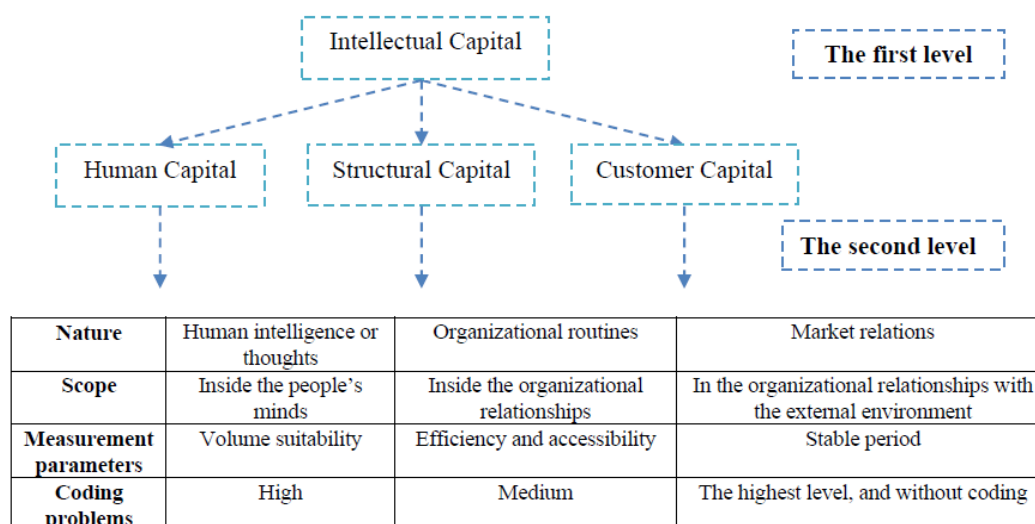 Intellectual Capital
The first level
Human Capital
Structural Capital
Customer Capital
The second level
Nature
Human intelligence or
thoughts
Organizational routines
Market relations
Scope
Inside the people's
minds
Inside the organizational
relationships
In the organizational relationships with
the external environment
Measurement
parameters
Volume suitability
Efficiency and accessibility
Stable period
Coding
problems
High
Medium
The highest level, and without coding